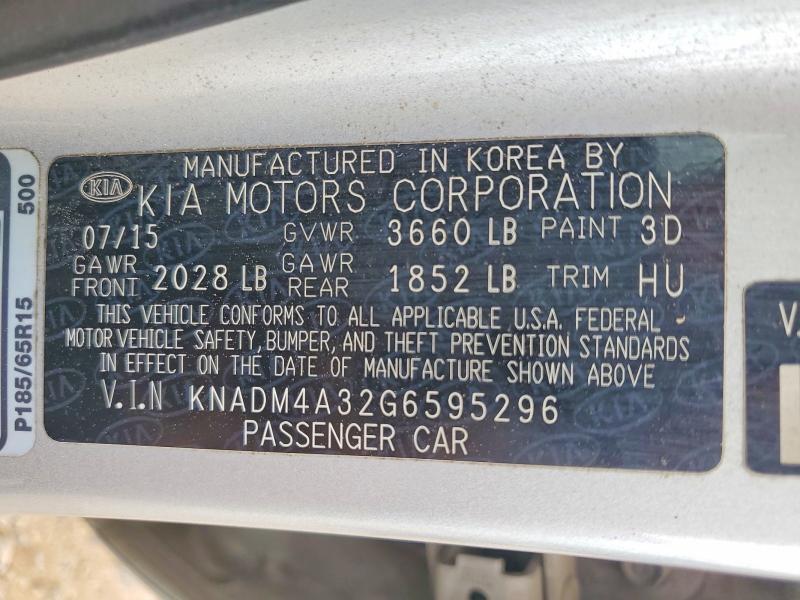 MANUFACTURED IN KOREA BY
KIA KIA MOTORS CORPORATION
07/15 GVWR 3660 LB PAINT 3D
GAWR FRONT 2028 LB GAWR REAR 1852 LB TRIM HU
THIS VEHICLE CONFORMS TO ALL APPLICABLE U.S.A. FEDERAL
MOTOR VEHICLE SAFETY, BUMPER, AND THEFT PREVENTION STANDARDS
IN EFFECT ON THE DATE OF MANUFACTURE SHOWN ABOVE
V.I.N KNADM4A32G6595296
PASSENGER CAR
P185/65R15 500
V.